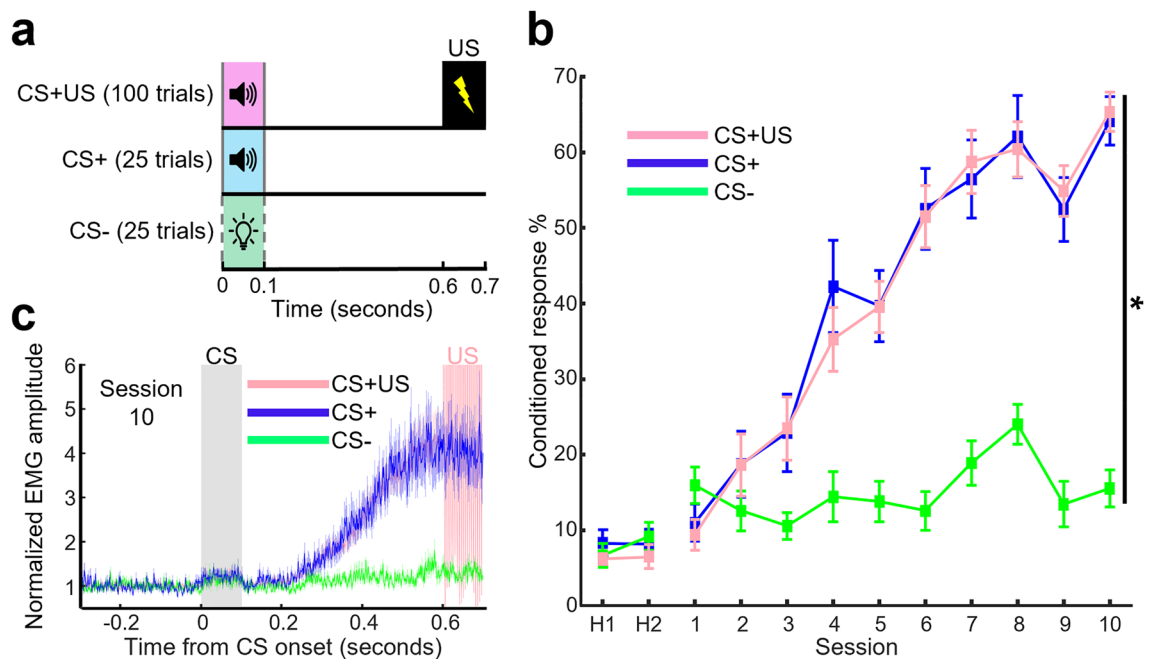 a
US
CS+US (100 trials)
CS+ (25 trials)
CS- (25 trials)
0 0.1 0.6 0.7
Time (seconds)
b
70
60
50
40
30
20
10
0
Conditioned response %
CS+US
CS+
CS-
*
H1 H2 1 2 3 4 5 6 7 8 9 10
Session
c
CS US
6
5
4
3
2
1
Normalized EMG amplitude
Session
10
CS+US
CS+
CS-
-0.2 0 0.2 0.4 0.6
Time from CS onset (seconds)